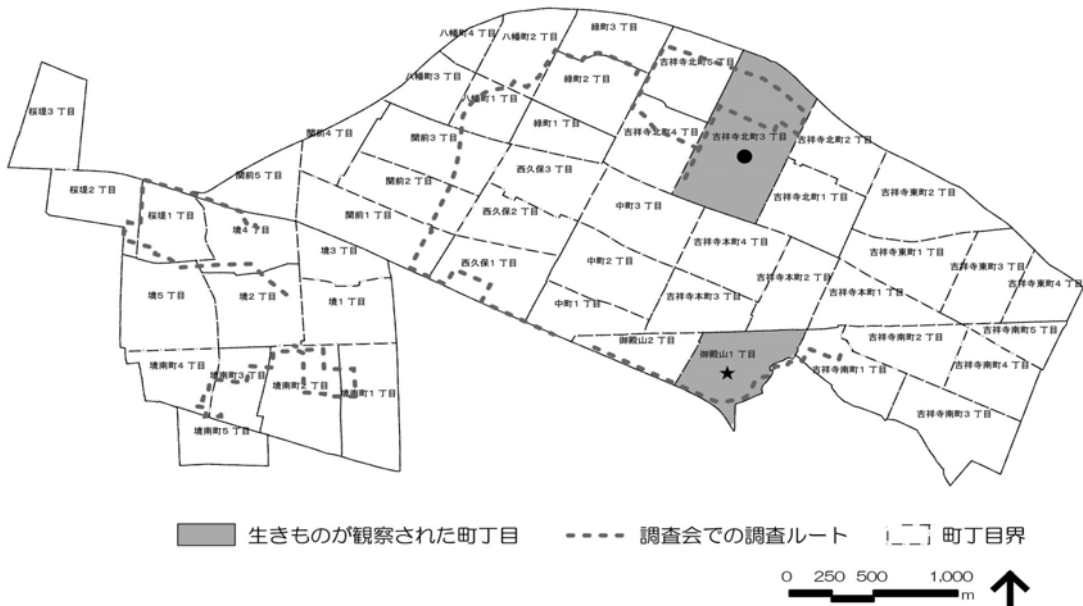 八幡町4 丁目
八幡町2 丁目
緑町3 丁目
吉祥寺北町5 丁目
八幡町3 丁目
緑町2 丁目
八幡町1 丁目
桜堤3 丁目
関前4 丁目
関前3 丁目
緑町1 丁目
吉祥寺北町4 丁目
吉祥寺北町3 丁目
吉祥寺北町2 丁目
関前5 丁目
関前2 丁目
西久保3 丁目
桜堤2 丁目
吉祥寺北町1 丁目
吉祥寺東町2 丁目
桜堤1 丁目
関前1 丁目
西久保2 丁目
中町3 丁目
境4 丁目
境3 丁目
吉祥寺本町4 丁目
吉祥寺東町1 丁目
西久保1 丁目
中町2 丁目
吉祥寺東町3 丁目
吉祥寺本町2 丁目
吉祥寺東町4 丁目
境5 丁目
境2 丁目
境1 丁目
吉祥寺本町3 丁目
吉祥寺本町1 丁目
中町1 丁目
吉祥寺南町5 丁目
御殿山2 丁目
吉祥寺南町2 丁目
御殿山1 丁目
境南町4 丁目
境南町3 丁目
境南町2 丁目
境南町1 丁目
吉祥寺南町1 丁目
吉祥寺南町4 丁目
吉祥寺南町3 丁目
境南町5 丁目
生きものが観察された町丁目
調査会での調査ルート
町丁目界
0 250 500 1,000
m